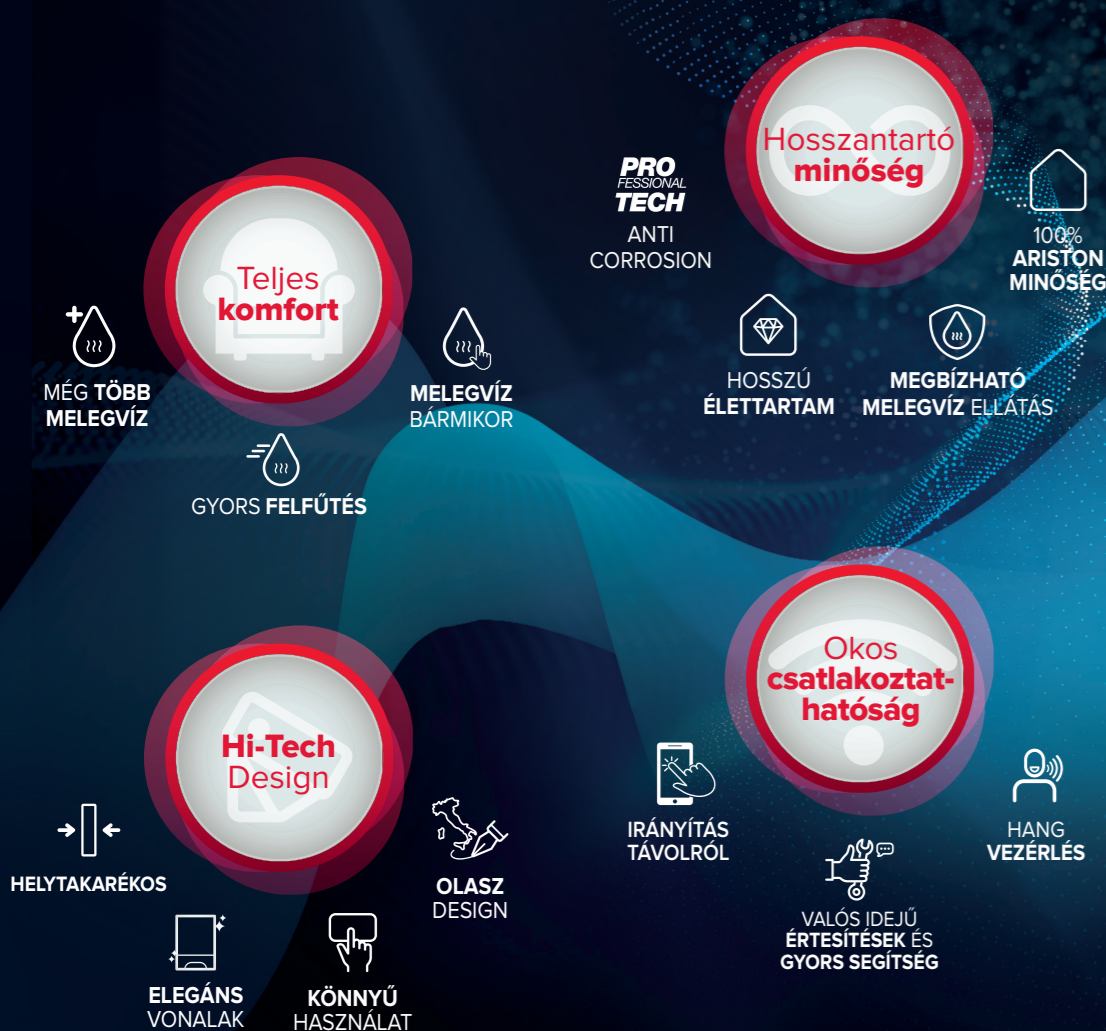 Teljes
komfort
MÉG TÖBB
MELEGVÍZ
MELEGVÍZ
BÁRMIKOR
GYORS FELFŰTÉS
Hosszantartó
minőség
PRO
FESSIONAL
TECH
ANTI
CORROSION
100%
ARISTON
MINŐSÉG
HOSSZÚ
ÉLETTARTAM
MEGBÍZHATÓ
MELEGVÍZ ELLÁTÁS
Hi-Tech
Design
HELYTAKARÉKOS
OLASZ
DESIGN
ELEGÁNS
VONALAK
KÖNNYŰ
HASZNÁLAT
Okos
csatlakoztat-
hatóság
IRÁNYÍTÁS
TÁVOLRÓL
HANG
VEZÉRLÉS
VALÓS IDEJŰ
ÉRTESÍTÉSEK ÉS
GYORS SEGÍTSÉG